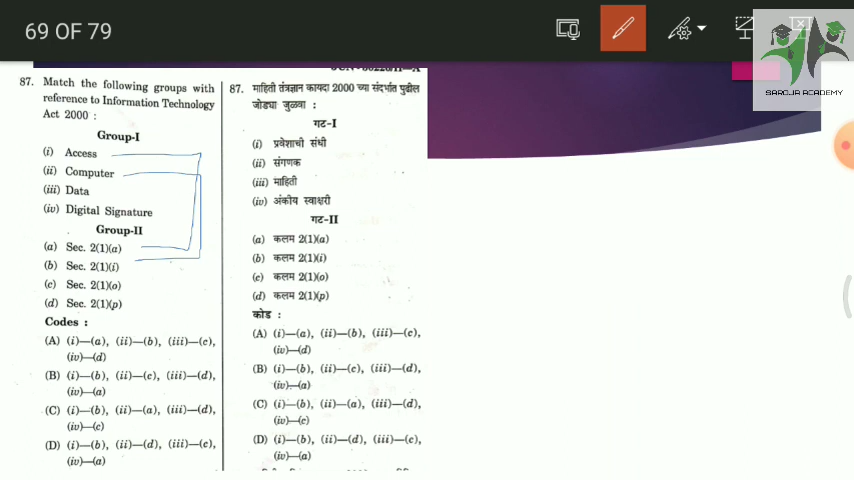 69 OF 79
SAROJA ACADEMY
87. Match the following groups with
reference to Information Technology
Act 2000 :
Group-I
(i) Access
(ii) Computer
(iii) Data
(iv) Digital Signature
Group-II
(a) Sec. 2(1)(a)
(b) Sec. 2(1)(i)
(c) Sec. 2(1)(o)
(d) Sec. 2(1)(p)
Codes :
(A) (i)—(a), (ii)—(b), (iii)—(c),
(iv)—(d)
(B) (i)—(b), (ii)—(c), (iii)—(d),
(iv)—(a)
(C) (i)—(b), (ii)—(a), (iii)—(d),
(iv)—(c)
(D) (i)—(b), (ii)—(d), (iii)—(c),
(iv)—(a)
87. माहिती तंत्रज्ञान कायदा 2000 च्या संदर्भात पुढील
जोड्या जुळवा :
गट-I
(i) प्रवेशाची संधी
(ii) संगणक
(iii) माहिती
(iv) अंकीय स्वाक्षरी
गट-II
(a) कलम 2(1)(a)
(b) कलम 2(1)(i)
(c) कलम 2(1)(o)
(d) कलम 2(1)(p)
कोड :
(A) (i)—(a), (ii)—(b), (iii)—(c),
(iv)—(d)
(B) (i)—(b), (ii)—(c), (iii)—(d),
(iv)—(a)
(C) (i)—(b), (ii)—(a), (iii)—(d),
(iv)—(c)
(D) (i)—(b), (ii)—(d), (iii)—(c),
(iv)—(a)